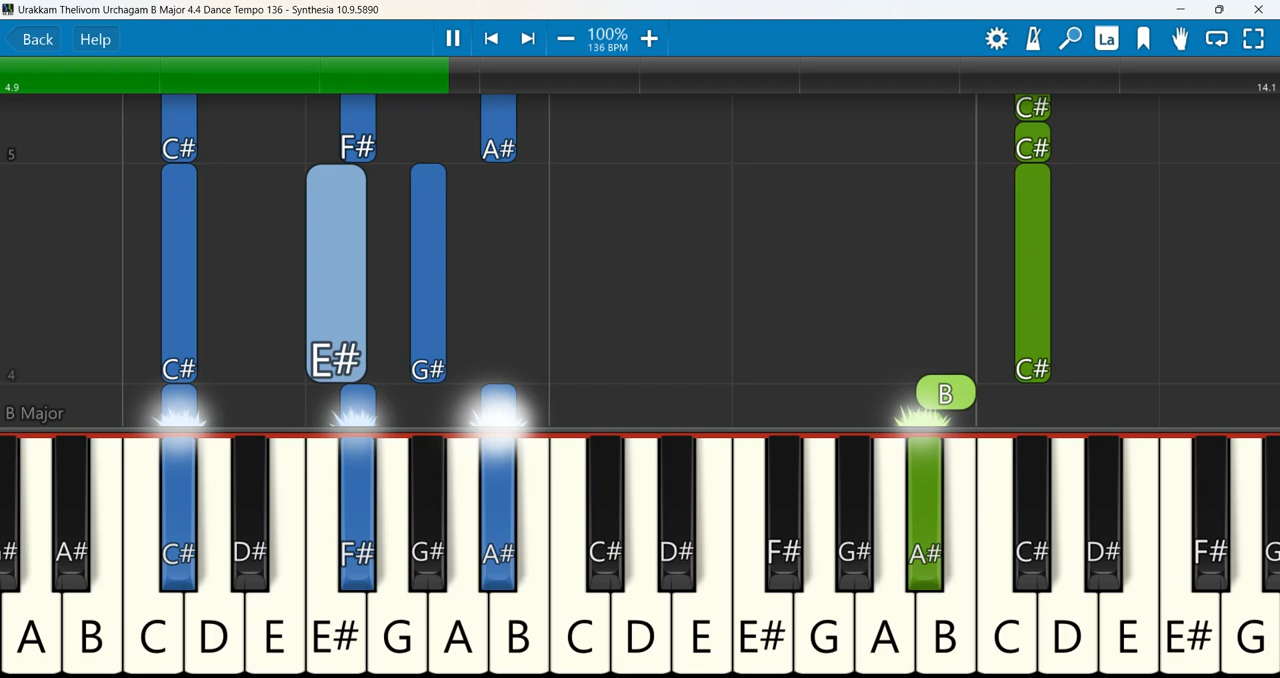 Urakkam Thelivom Urchagam B Major 4.4 Dance Tempo 136 - Synthesia 10.9.5890
Back Help 100% La
136 BPM
4.9 14.1
C#
5 C# F# A# C#
E#
4 C# G# C#
B Major B
G# A# C# D# F# G# A# C# D# F# G# A# C# D# F# G
A B C D E E# G A B C D E E# G A B C D E E# G